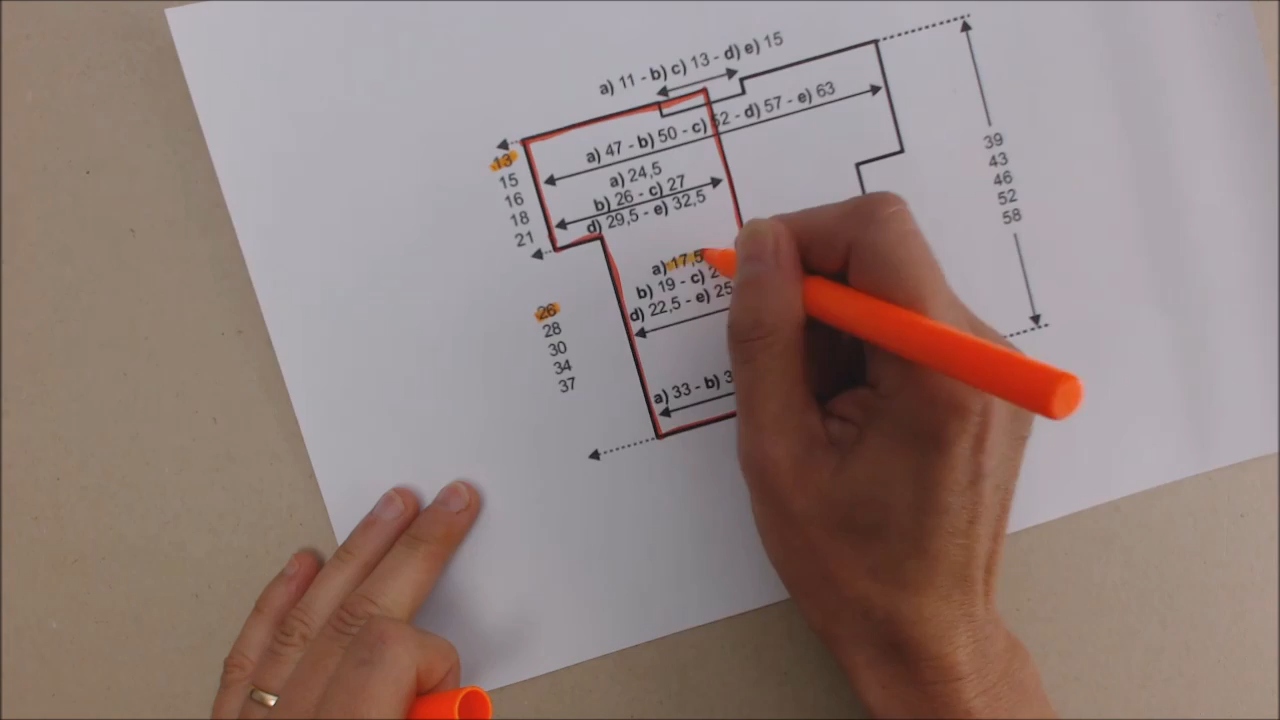 a) 11 - b) c) 13 - d) e) 15
a) 47 - b) 50 - c) 52 - d) 57 - e) 63
a) 24,5
b) 26 - c) 27
d) 29,5 - e) 32,5
13
15
16
18
21
39
43
46
52
58
a) 17,5
b) 19 - c)
d) 22,5 - e) 25
26
28
30
34
37
a) 33 - b)